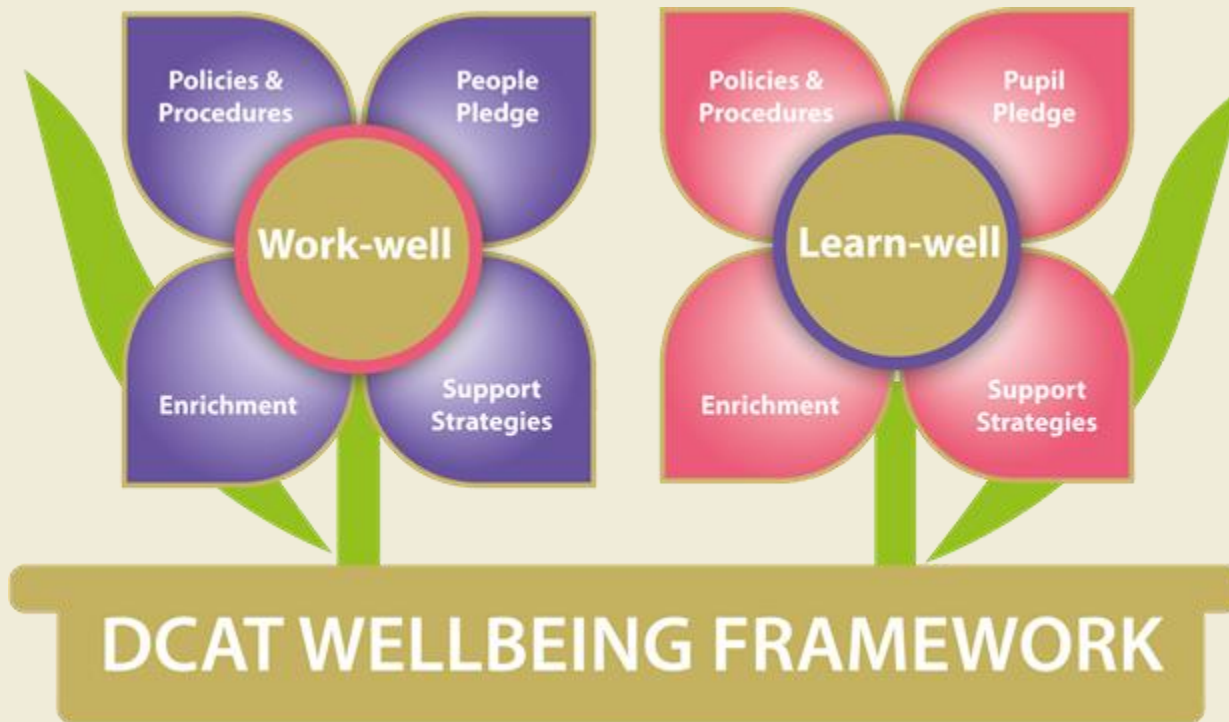 Policies &
Procedures
People
Pledge
Work-well
Enrichment
Support
Strategies
Policies &
Procedures
Pupil
Pledge
Learn-well
Enrichment
Support
Strategies
DCAT WELLBEING FRAMEWORK